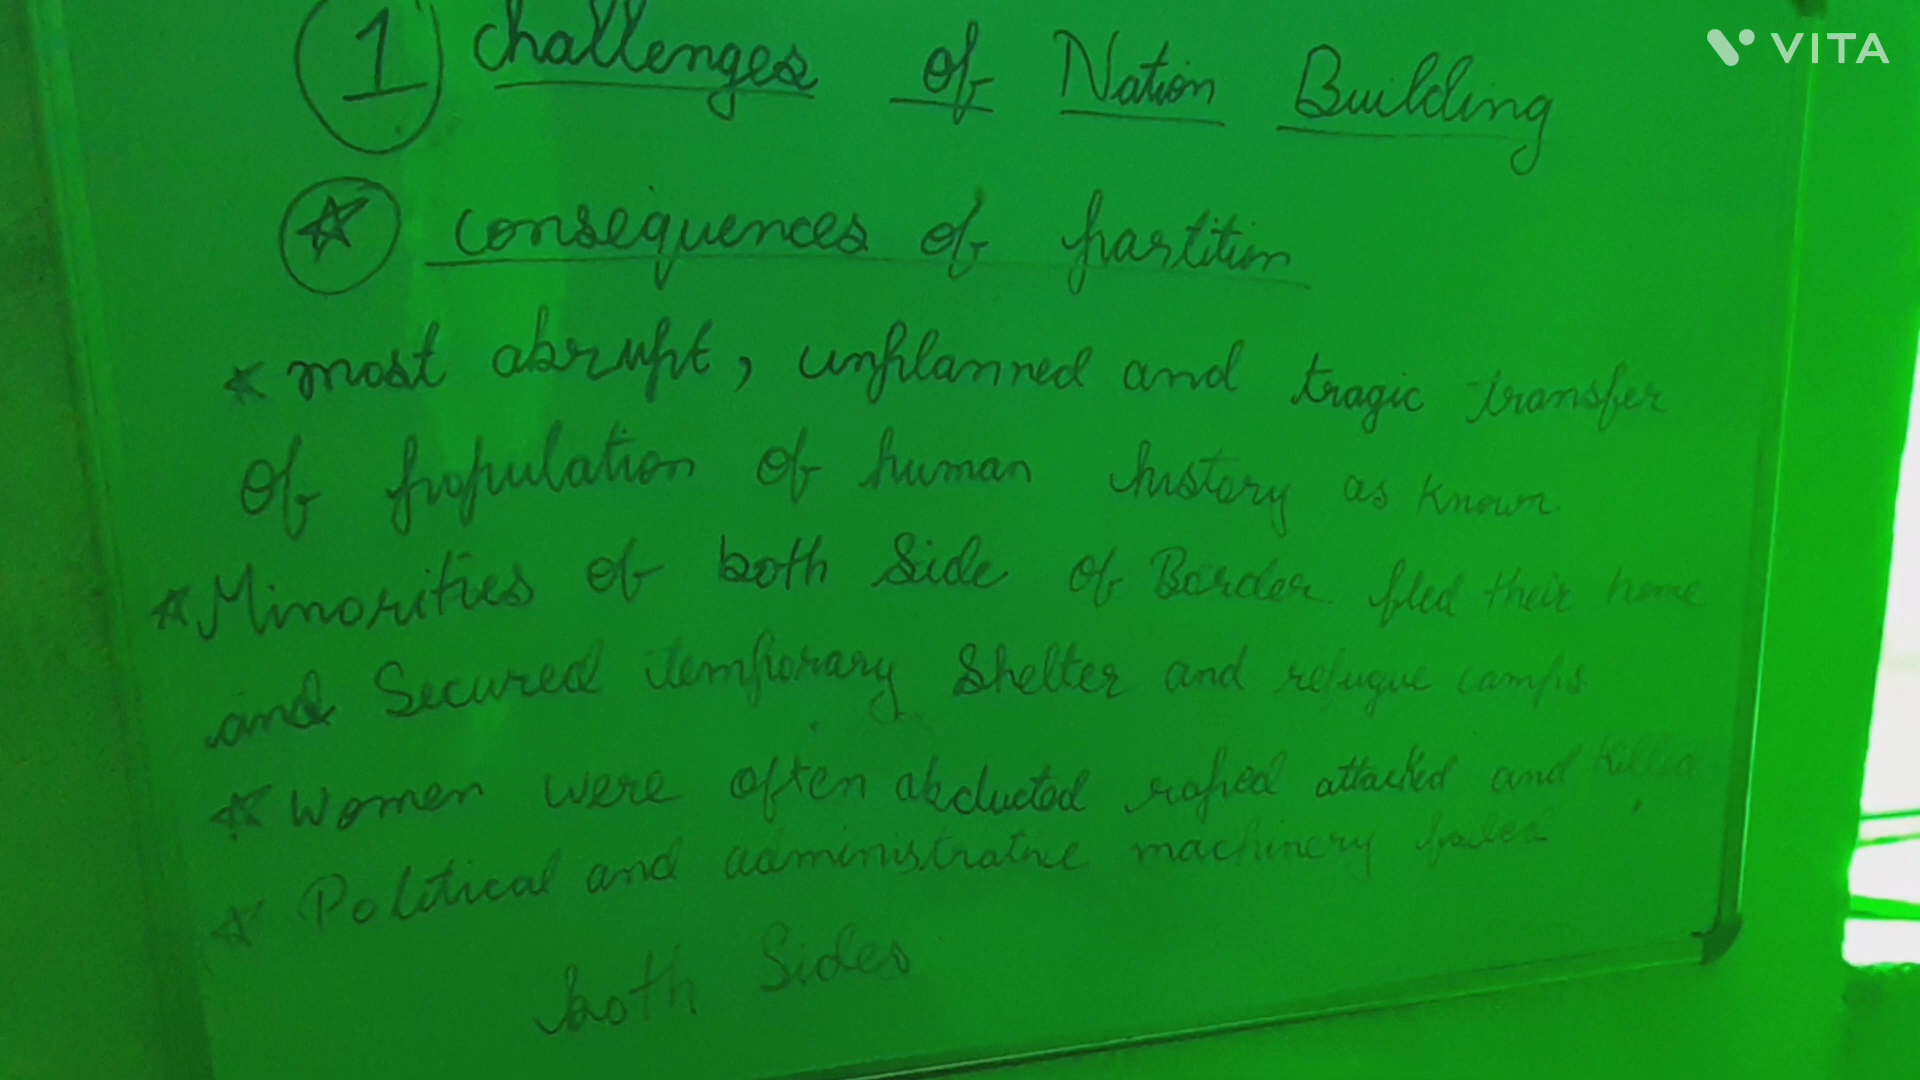 VITA
1 Challenges of Nation Building
consequences of partition
most abrupt, unplanned and tragic transfer
of population of human history as known
Minorities of both side of Border fled their home
and Secured temporary shelter and refugue camps
Women were often abducted raped attacked and killed
Political and administrative machinery failed
both Sides